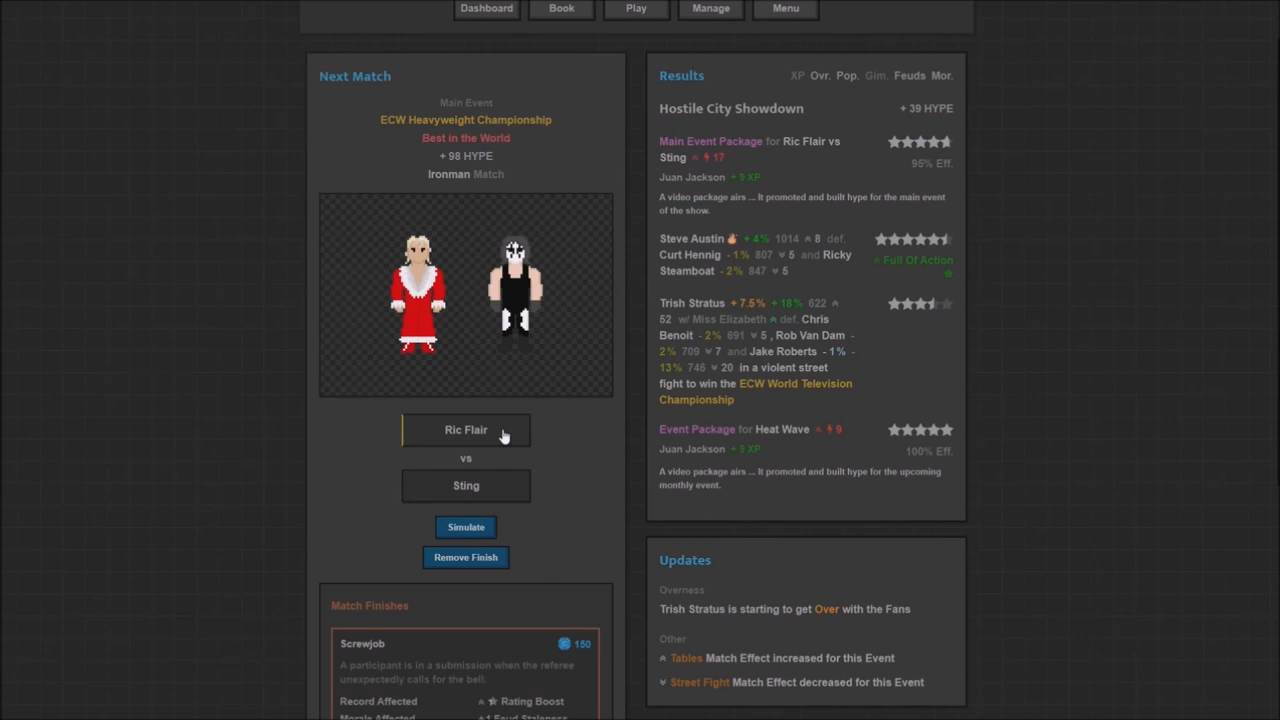 Dashboard
Book
Play
Manage
Menu
Next Match
Main Event
ECW Heavyweight Championship
Best in the World
+ 98 HYPE
Ironman Match
Ric Flair
vs
Sting
Simulate
Remove Finish
Match Finishes
Screwjob 150
A participant is in a submission when the referee
unexpectedly calls for the bell.
Record Affected Rating Boost
Morale Affected +1 Feud Staleness
Results XP Ovr. Pop. Gim. Feuds Mor.
Hostile City Showdown + 39 HYPE
Main Event Package for Ric Flair vs
Sting 17
95% Eff.
Juan Jackson + 9 XP
A video package airs ... It promoted and built hype for the main event
of the show.
Steve Austin + 4% 1014 8 def.
Curt Hennig - 1% 807 5 and Ricky
Steamboat - 2% 847 5
Full Of Action
Trish Stratus + 7.5% + 18% 622
52 w/ Miss Elizabeth def. Chris
Benoit - 2% 691 5 , Rob Van Dam -
2% 709 7 and Jake Roberts - 1% -
13% 746 20 in a violent street
fight to win the ECW World Television
Championship
Event Package for Heat Wave 9
Juan Jackson + 9 XP 100% Eff.
A video package airs ... It promoted and built hype for the upcoming
monthly event.
Updates
Overness
Trish Stratus is starting to get Over with the Fans
Other
Tables Match Effect increased for this Event
Street Fight Match Effect decreased for this Event